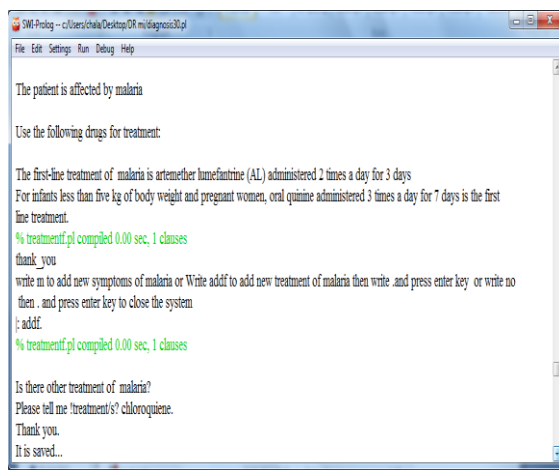 SWI-Prolog -- c:/Users/chala/Desktop/DR mi/diagnosis30.pl
File Edit Settings Run Debug Help
The patient is affected by malaria
Use the following drugs for treatment:
The first-line treatment of malaria is artemether lumefantrine (AL) administered 2 times a day for 3 days
For infants less than five kg of body weight and pregnant women, oral quinine administered 3 times a day for 7 days is the first
line treatment.
% treatmentf.pl compiled 0.00 sec, 1 clauses
thank_you
write m to add new symptoms of malaria or Write addf to add new treatment of malaria then write .and press enter key or write no
then . and press enter key to close the system
|: addf.
% treatmentf.pl compiled 0.00 sec, 1 clauses
Is there other treatment of malaria?
Please tell me !treatment/s? chloroquiene.
Thank you.
It is saved...